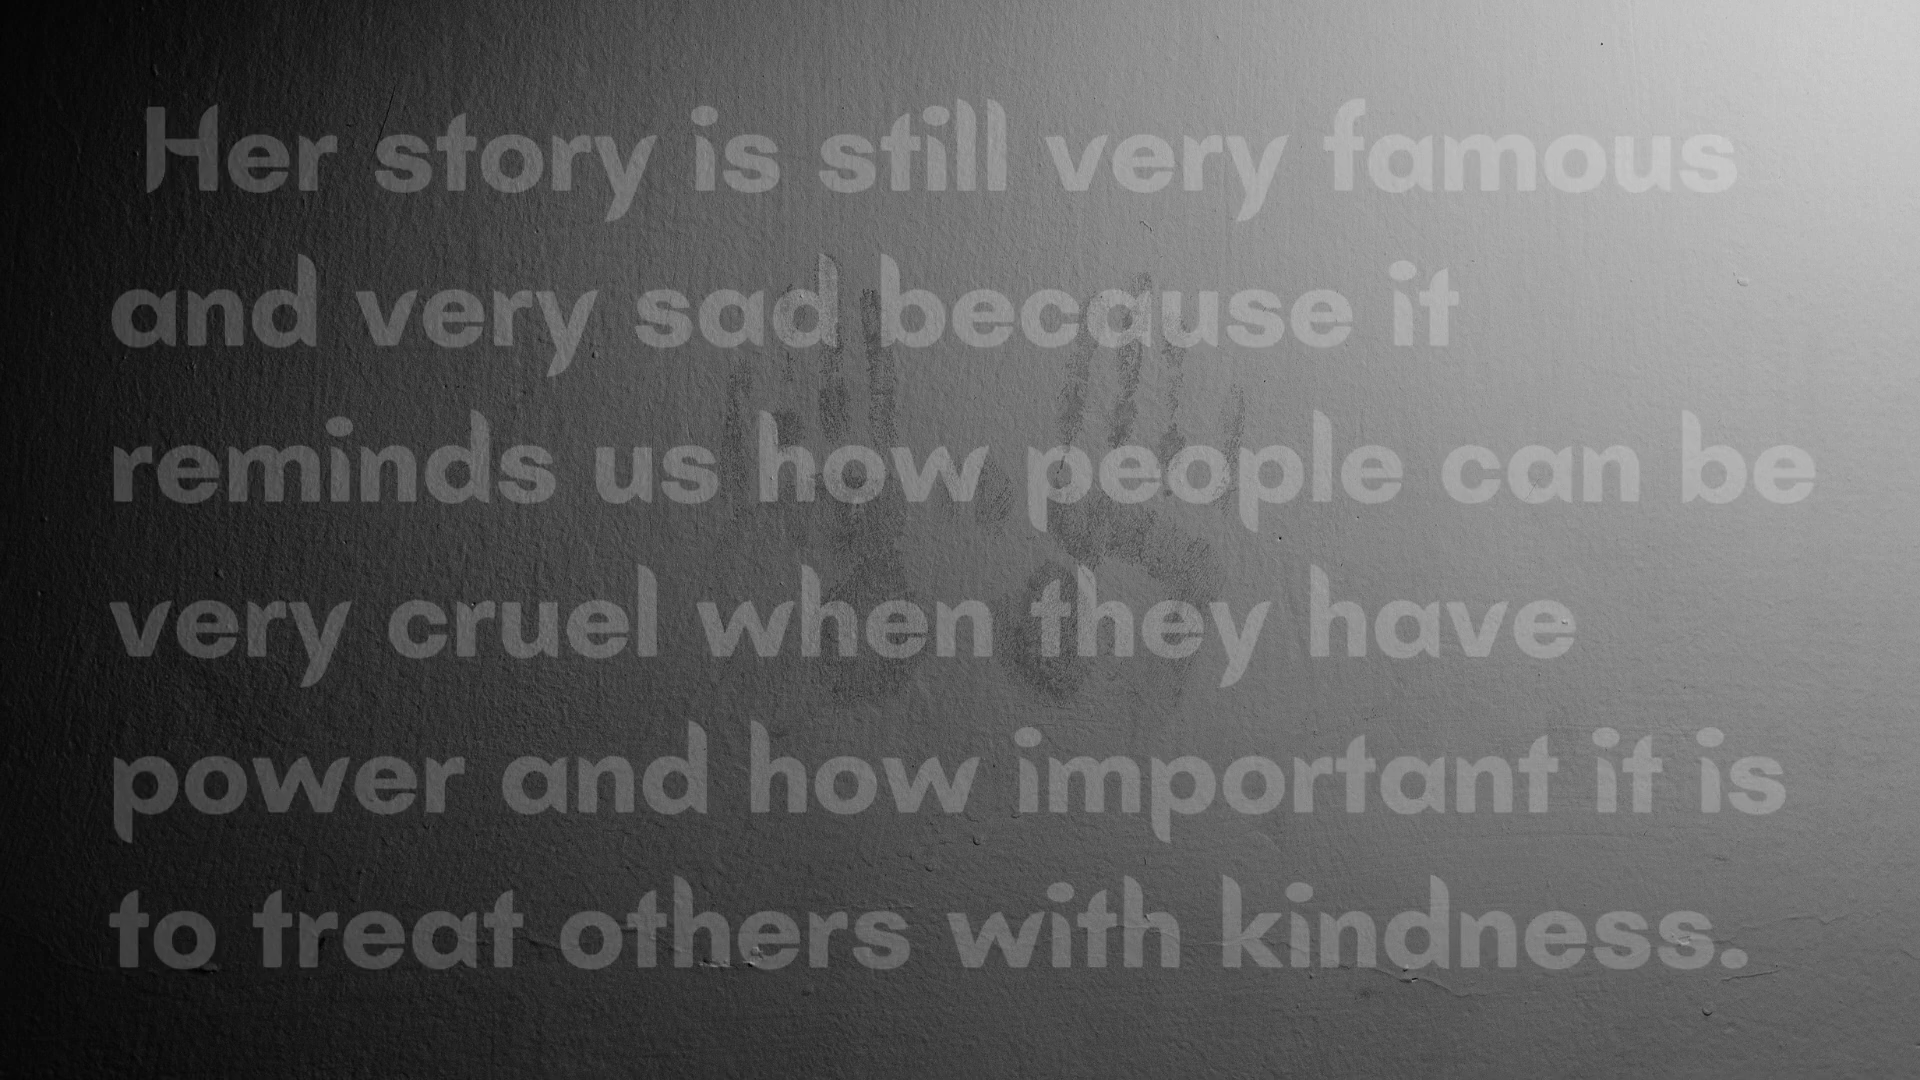 Her story is still very famous
and very sad because it
reminds us how people can be
very cruel when they have
power and how important it is
to treat others with kindness.